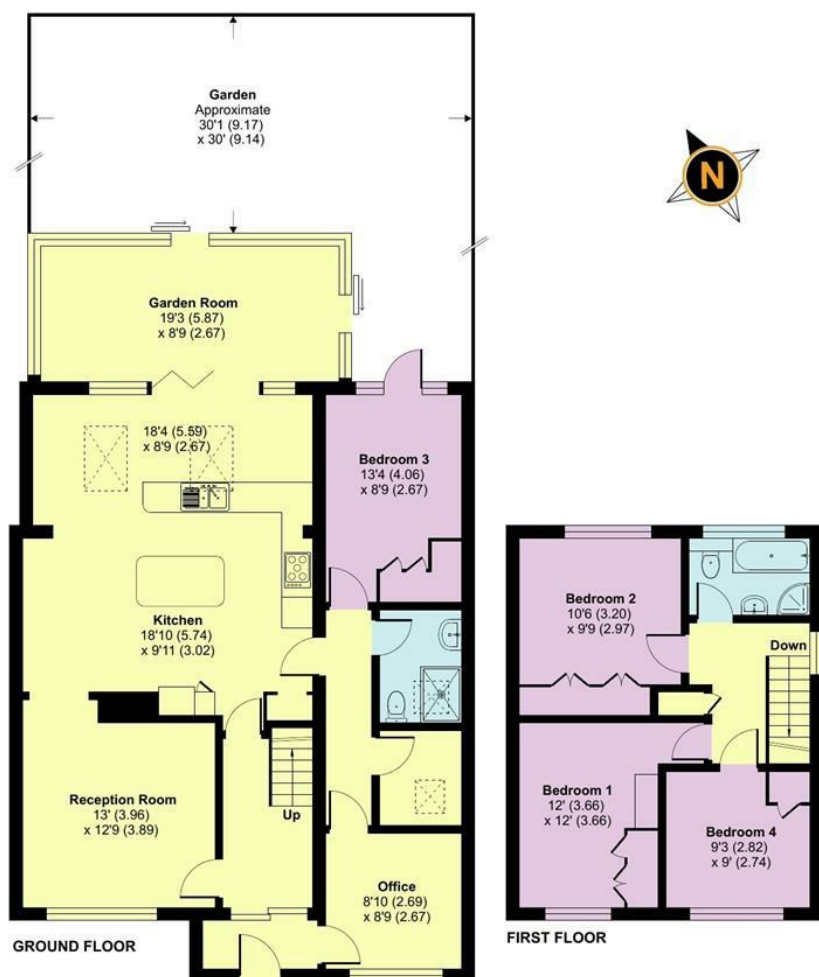 Garden
Approximate
30'1 (9.17)
x 30' (9.14)
N
Garden Room
19'3 (5.87)
x 8'9 (2.67)
18'4 (5.59)
x 8'9 (2.67)
Bedroom 3
13'4 (4.06)
x 8'9 (2.67)
Kitchen
18'10 (5.74)
x 9'11 (3.02)
Reception Room
13' (3.96)
x 12'9 (3.89)
Up
Office
8'10 (2.69)
x 8'9 (2.67)
GROUND FLOOR
Bedroom 2
10'6 (3.20)
x 9'9 (2.97)
Down
Bedroom 1
12' (3.66)
x 12' (3.66)
Bedroom 4
9'3 (2.82)
x 9' (2.74)
FIRST FLOOR